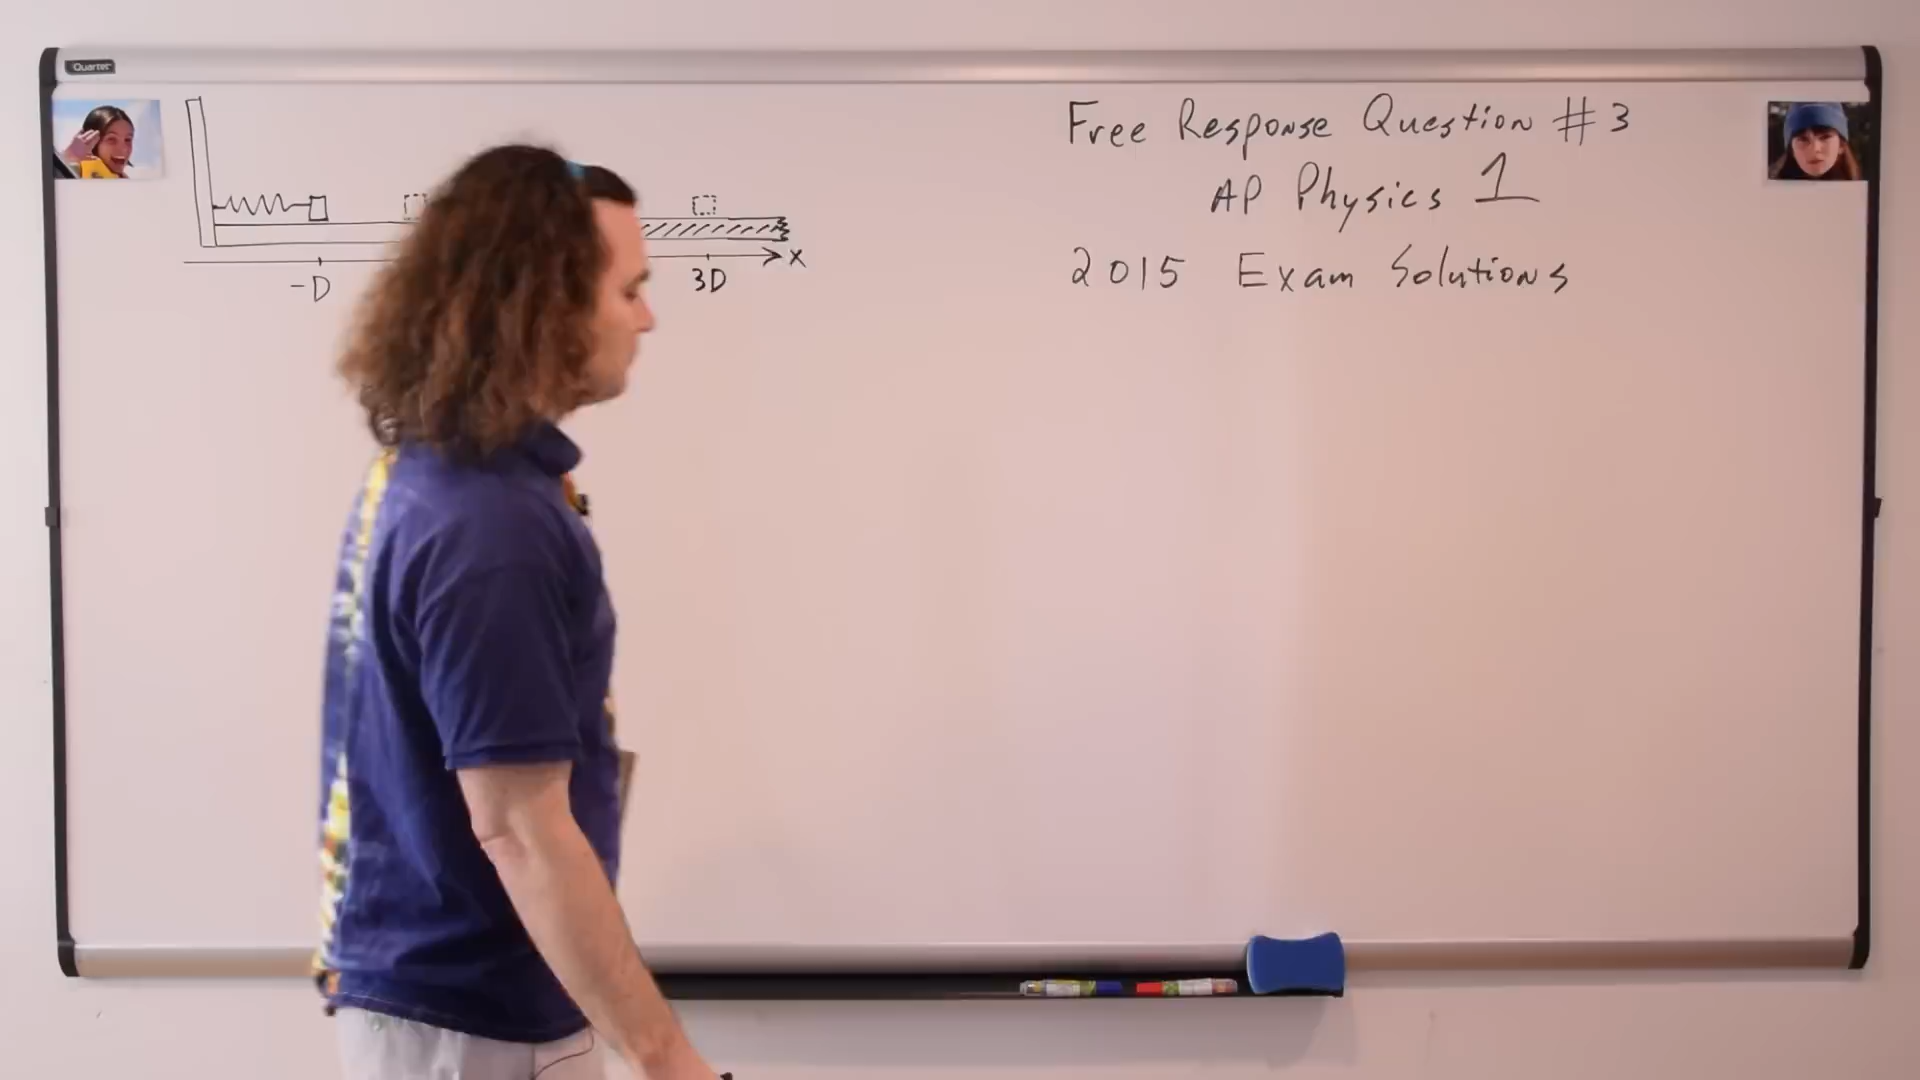 Quartet
Free Response Question #3
AP Physics 1
2015 Exam Solutions
x
-D
3D